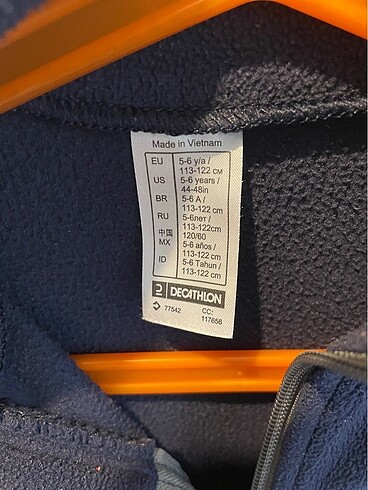 Made in Vietnam
EU 5-6 y/a /
113-122 см
US 5-6 years /
44-48in
BR 5-6 A /
113-122 cm
RU 5-6лет /
113-122cm
中国 120/60
MX 5-6 años /
113-122 cm
ID 5-6 Tahun /
113-122 cm
DECATHLON
77542 CC:
117656